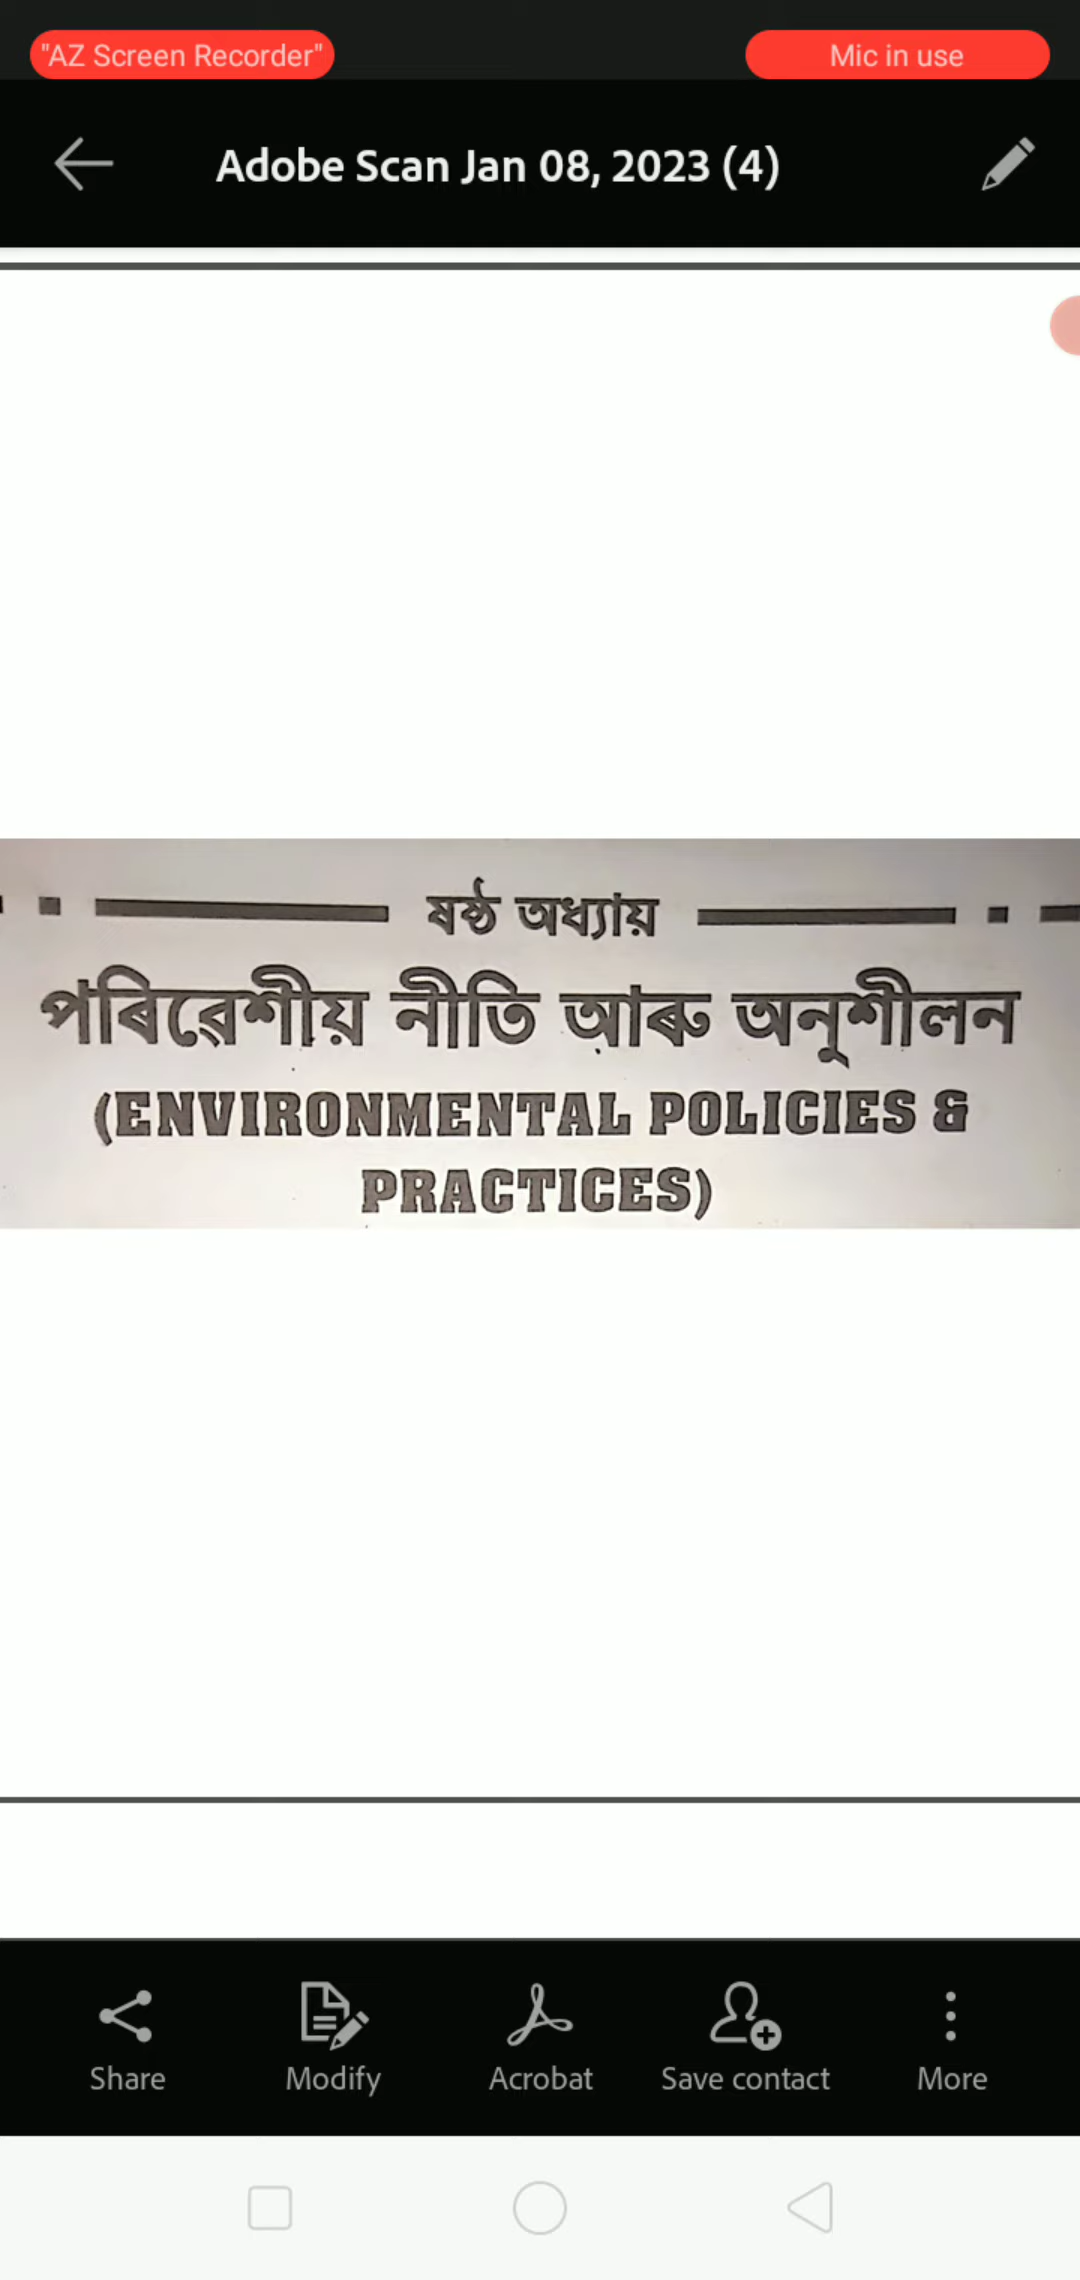 "AZ Screen Recorder" Mic in use
Adobe Scan Jan 08, 2023 (4)
ষষ্ঠ অধ্যায়
পৰিৱেশীয় নীতি আৰু অনুশীলন
(ENVIRONMENTAL POLICIES &
PRACTICES)
Share Modify Acrobat Save contact More